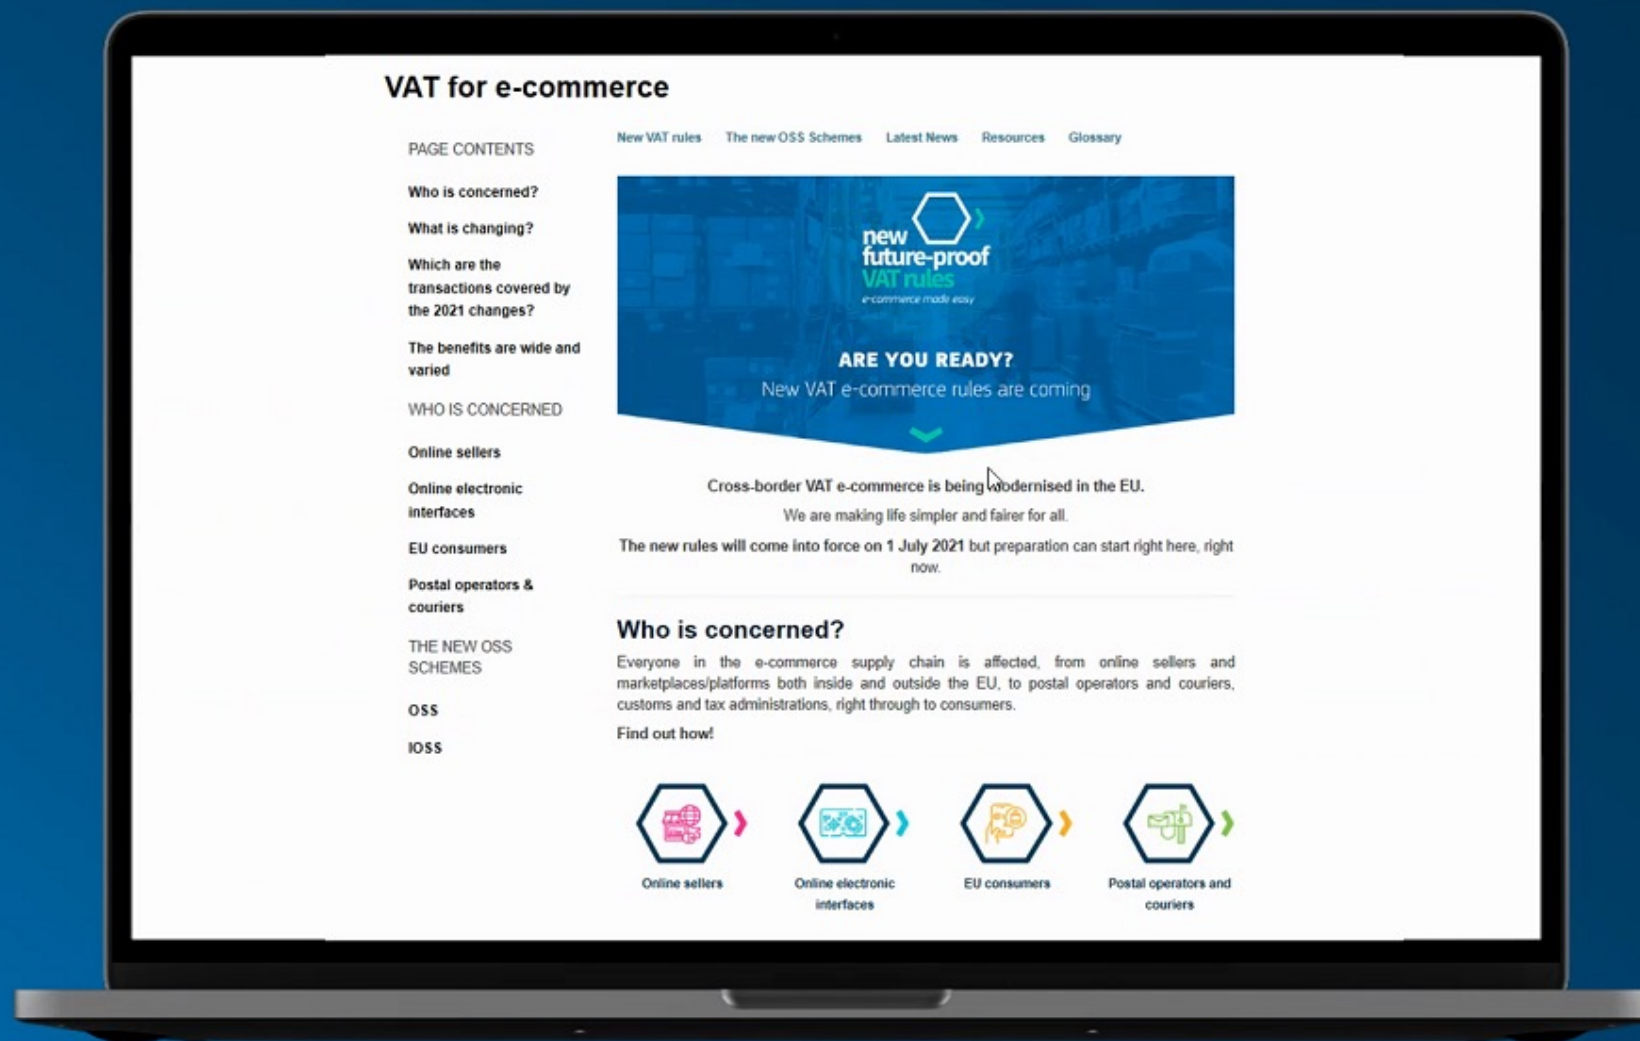 VAT for e-commerce
PAGE CONTENTS
Who is concerned?
What is changing?
Which are the
transactions covered by
the 2021 changes?
The benefits are wide and
varied
WHO IS CONCERNED
Online sellers
Online electronic
interfaces
EU consumers
Postal operators &
couriers
THE NEW OSS
SCHEMES
OSS
IOSS
New VAT rules The new OSS Schemes Latest News Resources Glossary
new
future-proof
VAT rules
e-commerce made easy
ARE YOU READY?
New VAT e-commerce rules are coming
Cross-border VAT e-commerce is being modernised in the EU.
We are making life simpler and fairer for all.
The new rules will come into force on 1 July 2021 but preparation can start right here, right
now.
Who is concerned?
Everyone in the e-commerce supply chain is affected, from online sellers and
marketplaces/platforms both inside and outside the EU, to postal operators and couriers,
customs and tax administrations, right through to consumers.
Find out how!
Online sellers
Online electronic
interfaces
EU consumers
Postal operators and
couriers